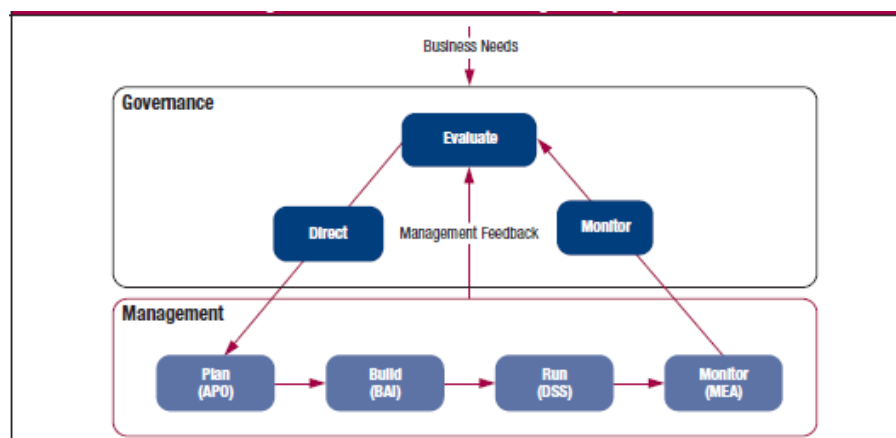 Business Needs
Governance
Evaluate
Direct
Management Feedback
Monitor
Management
Plan
(APO)
Build
(BAI)
Run
(DSS)
Monitor
(MEA)